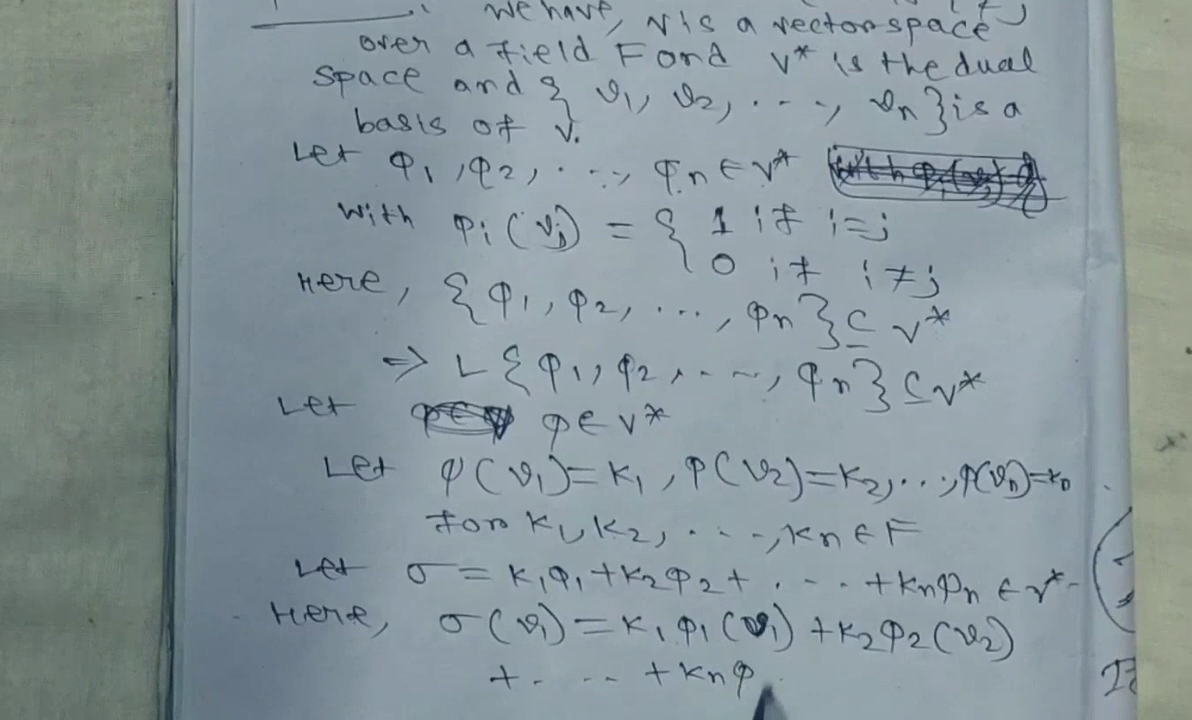 we have, V is a vector space
over a field F and V* is the dual
space and { v₁, v₂, ..., vn } is a
basis of V.
Let φ₁, φ₂, ..., φn ∈ V*
with φi(vj) = { 1 if i=j
0 if i≠j
Here, { φ₁, φ₂, ..., φn } ⊆ V*
=> L{ φ₁, φ₂, ..., φn } ⊆ V*
Let φ ∈ V*
Let φ(v₁)=K₁, φ(v₂)=K₂, ..., φ(vn)=Kn
for K₁, K₂, ..., Kn ∈ F
Let σ = K₁φ₁ + K₂φ₂ + .... + Knφn ∈ V*
Here, σ(v₁) = K₁φ₁(v₁) + K₂φ₂(v₂)
+ .... + Knφ